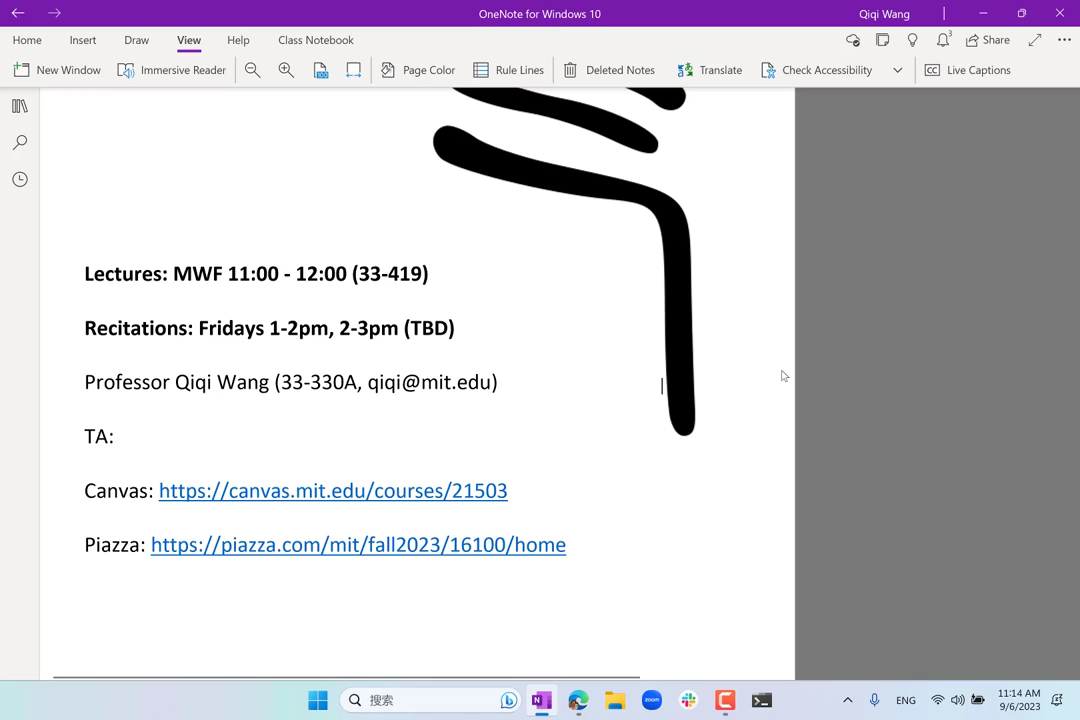 OneNote for Windows 10
Qiqi Wang
Home Insert Draw View Help Class Notebook 3 Share
New Window Immersive Reader Page Color Rule Lines Deleted Notes Translate Check Accessibility Live Captions
Lectures: MWF 11:00 - 12:00 (33-419)
Recitations: Fridays 1-2pm, 2-3pm (TBD)
Professor Qiqi Wang (33-330A, qiqi@mit.edu)
TA:
Canvas: https://canvas.mit.edu/courses/21503
Piazza: https://piazza.com/mit/fall2023/16100/home
搜索
zoom
ENG
11:14 AM
9/6/2023